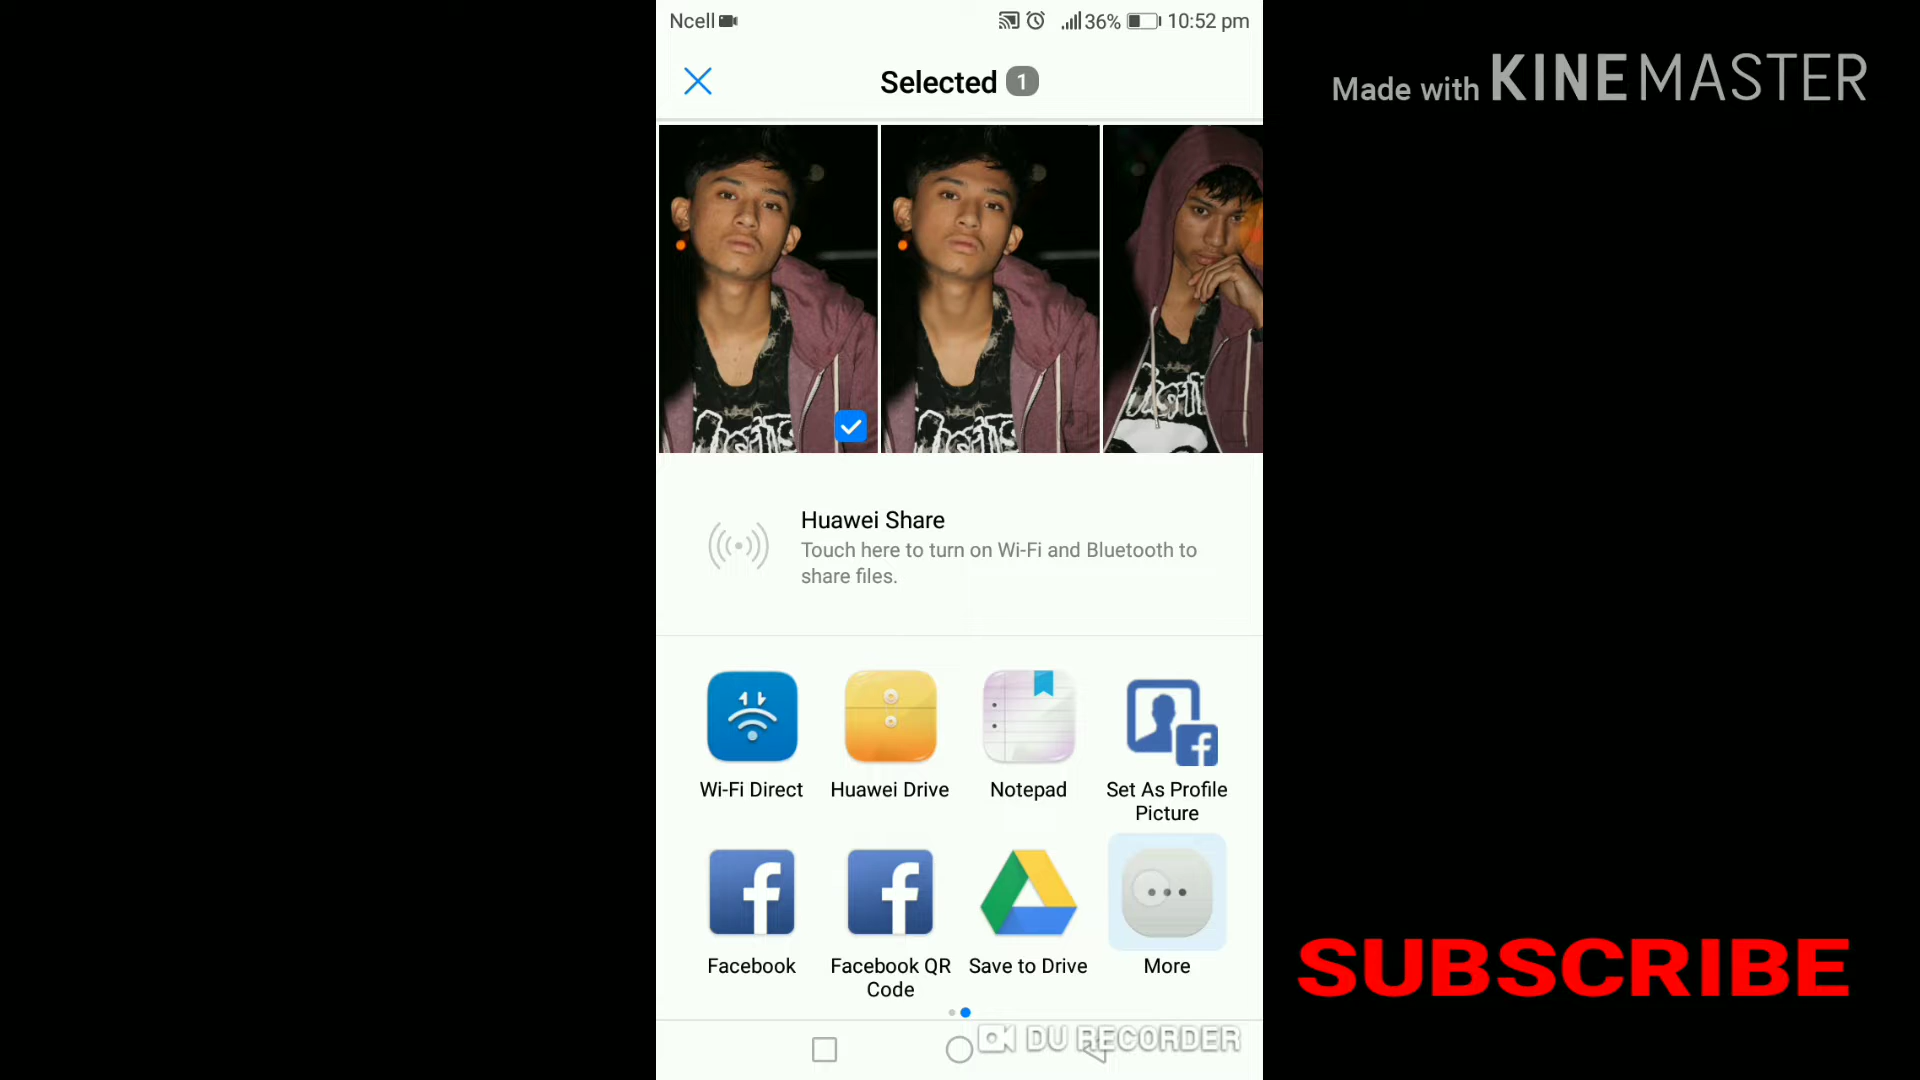 Ncell
36%
10:52 pm
Made with KINEMASTER
Selected 1
Huawei Share
Touch here to turn on Wi-Fi and Bluetooth to
share files.
Wi-Fi Direct
Huawei Drive
Notepad
Set As Profile
Picture
Facebook
Facebook QR
Code
Save to Drive
More
SUBSCRIBE
DU RECORDER